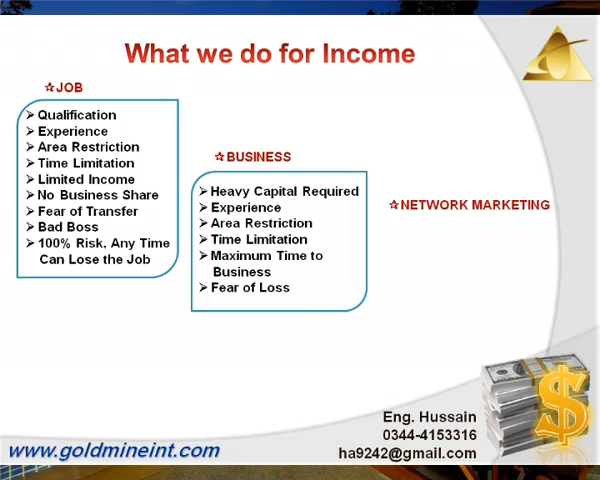 What we do for Income
JOB
Qualification
Experience
Area Restriction
Time Limitation
Limited Income
No Business Share
Fear of Transfer
Bad Boss
100% Risk, Any Time
Can Lose the Job
BUSINESS
Heavy Capital Required
Experience
Area Restriction
Time Limitation
Maximum Time to
Business
Fear of Loss
NETWORK MARKETING
Eng. Hussain
0344-4153316
ha9242@gmail.com
www.goldmineint.com